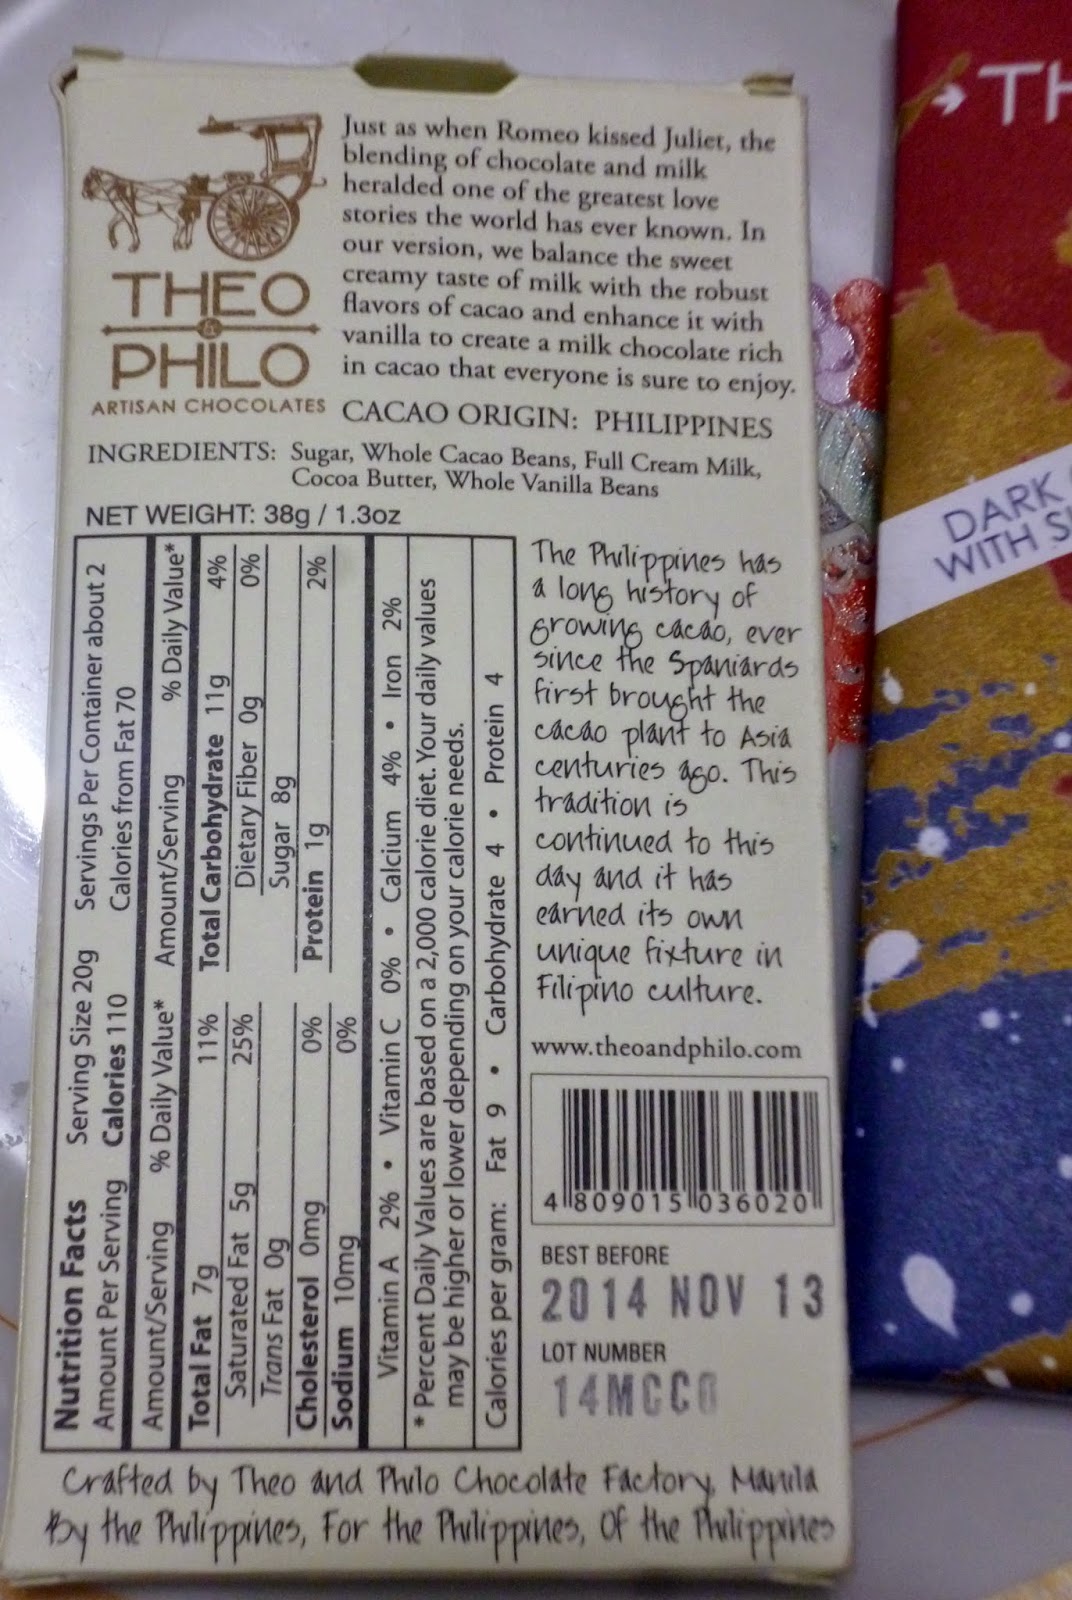 THEO
&
PHILO
ARTISAN CHOCOLATES
Just as when Romeo kissed Juliet, the
blending of chocolate and milk
heralded one of the greatest love
stories the world has ever known. In
our version, we balance the sweet
creamy taste of milk with the robust
flavors of cacao and enhance it with
vanilla to create a milk chocolate rich
in cacao that everyone is sure to enjoy.
CACAO ORIGIN: PHILIPPINES
INGREDIENTS: Sugar, Whole Cacao Beans, Full Cream Milk,
Cocoa Butter, Whole Vanilla Beans
NET WEIGHT: 38g / 1.3oz
Nutrition Facts Serving Size 20g Servings Per Container about 2
Amount Per Serving Calories 110 Calories from Fat 70
Amount/Serving % Daily Value* Amount/Serving % Daily Value*
Total Fat 7g 11% Total Carbohydrate 11g 4%
Saturated Fat 5g 25% Dietary Fiber 0g 0%
Trans Fat 0g Sugar 8g
Cholesterol 0mg 0% Protein 1g 2%
Sodium 10mg 0%
Vitamin A 2% • Vitamin C 0% • Calcium 4% • Iron 2%
* Percent Daily Values are based on a 2,000 calorie diet. Your daily values
may be higher or lower depending on your calorie needs.
Calories per gram: Fat 9 • Carbohydrate 4 • Protein 4
The Philippines has
a long history of
growing cacao, ever
since the Spaniards
first brought the
cacao plant to Asia
centuries ago. This
tradition is
continued to this
day and it has
earned its own
unique fixture in
Filipino culture.
www.theoandphilo.com
4 809015 036020
BEST BEFORE
2014 NOV 13
LOT NUMBER
14MCC0
Crafted by Theo and Philo Chocolate Factory, Manila
By the Philippines, For the Philippines, Of the Philippines
TH
DARK
WITH S